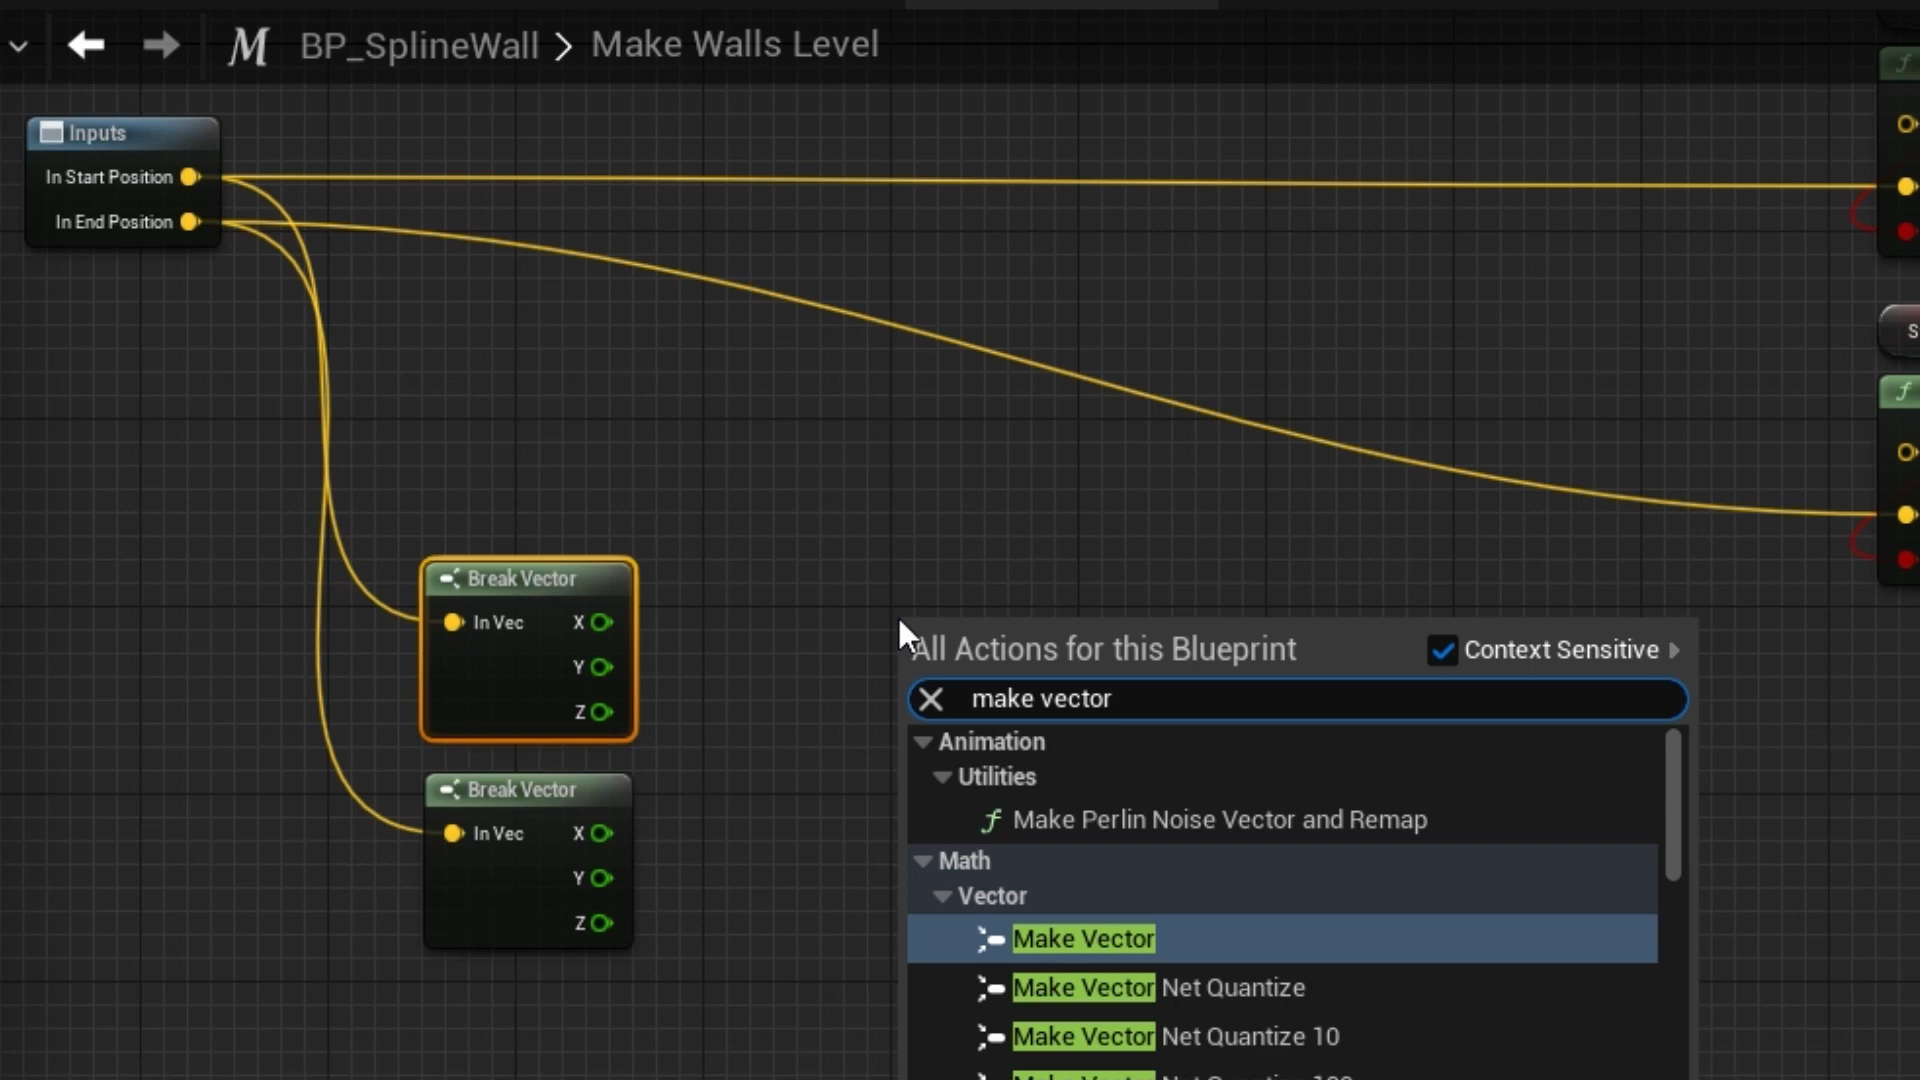 BP_SplineWall > Make Walls Level
Inputs
In Start Position
In End Position
Break Vector
In Vec X
Y
Z
Break Vector
In Vec X
Y
Z
All Actions for this Blueprint
Context Sensitive
make vector
Animation
Utilities
Make Perlin Noise Vector and Remap
Math
Vector
Make Vector
Make Vector Net Quantize
Make Vector Net Quantize 10